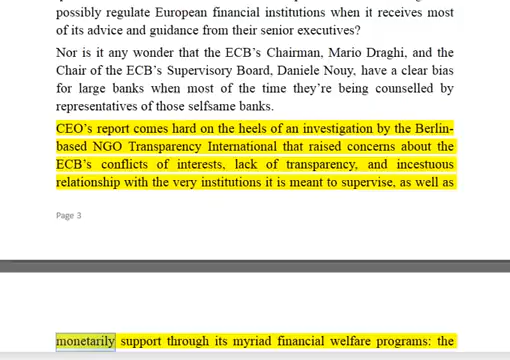 possibly regulate European financial institutions when it receives most
of its advice and guidance from their senior executives?
Nor is it any wonder that the ECB’s Chairman, Mario Draghi, and the
Chair of the ECB’s Supervisory Board, Daniele Nouy, have a clear bias
for large banks when most of the time they’re being counselled by
representatives of those selfsame banks.
CEO’s report comes hard on the heels of an investigation by the Berlin-
based NGO Transparency International that raised concerns about the
ECB’s conflicts of interests, lack of transparency, and incestuous
relationship with the very institutions it is meant to supervise, as well as
Page 3
monetarily support through its myriad financial welfare programs: the